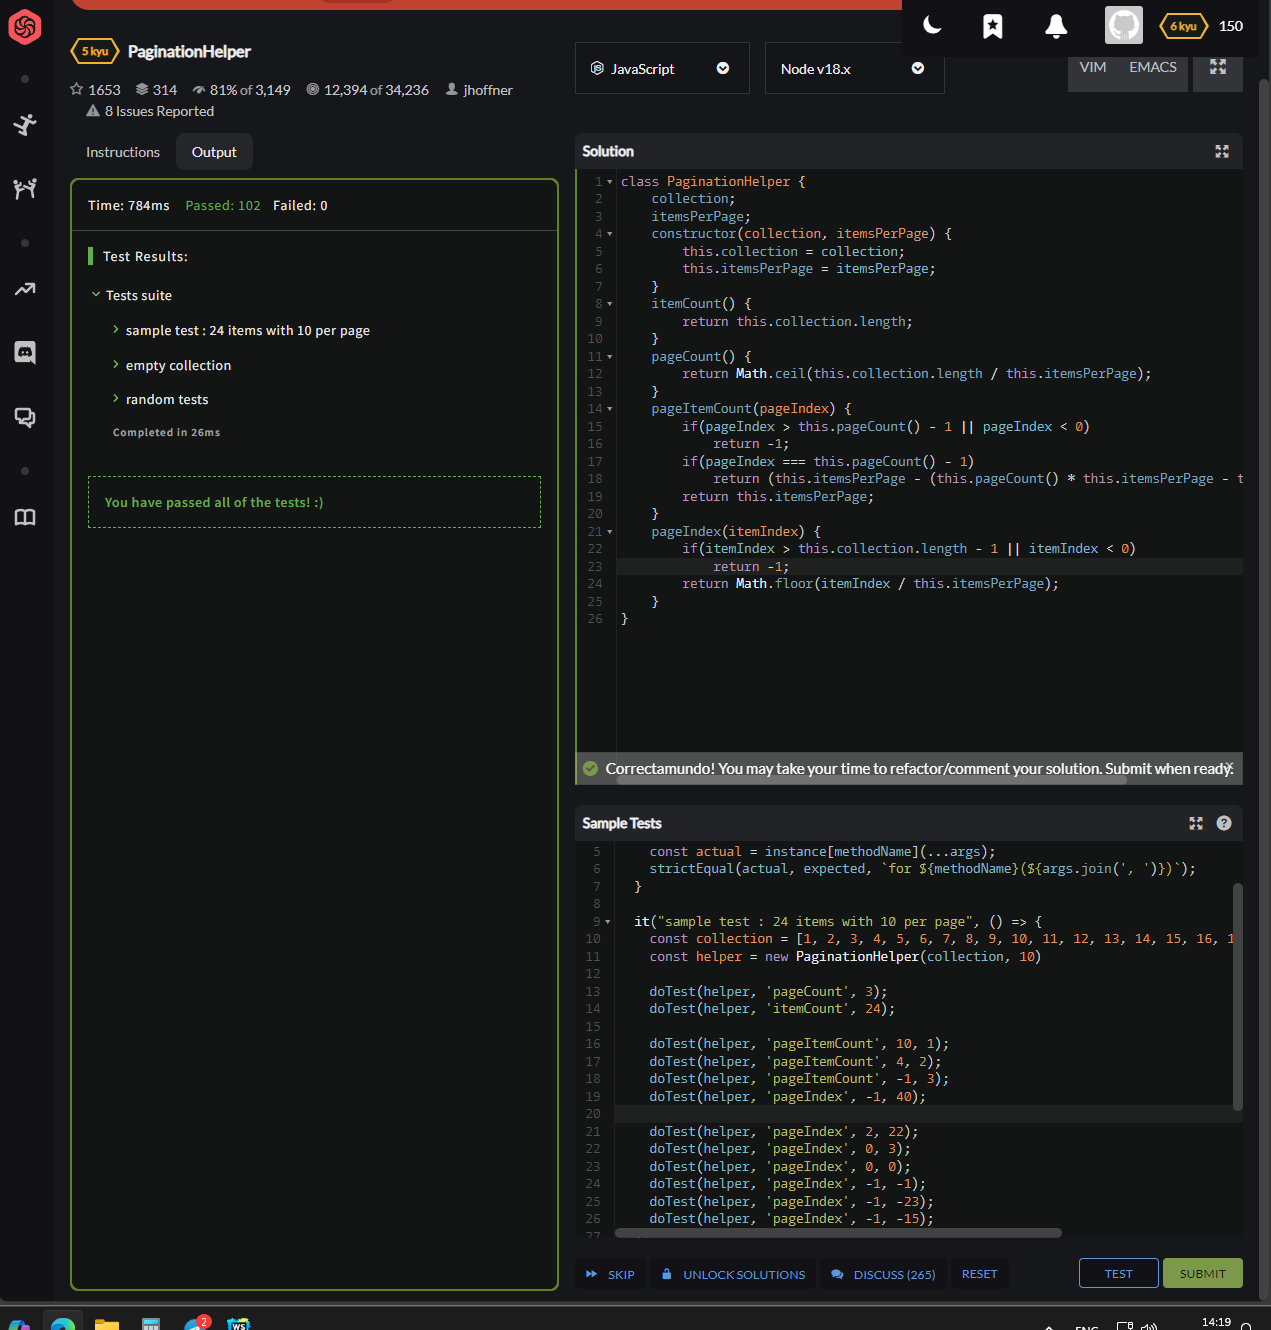 6 kyu 150
5 kyu PaginationHelper
1653 314 81% of 3,149 12,394 of 34,236 jhoffner
8 Issues Reported
JavaScript
Node v18.x
VIM EMACS
Instructions Output
Time: 784ms Passed: 102 Failed: 0
Test Results:
Tests suite
sample test : 24 items with 10 per page
empty collection
random tests
Completed in 26ms
You have passed all of the tests! :)
Solution
1 class PaginationHelper {
2 collection;
3 itemsPerPage;
4 constructor(collection, itemsPerPage) {
5 this.collection = collection;
6 this.itemsPerPage = itemsPerPage;
7 }
8 itemCount() {
9 return this.collection.length;
10 }
11 pageCount() {
12 return Math.ceil(this.collection.length / this.itemsPerPage);
13 }
14 pageItemCount(pageIndex) {
15 if(pageIndex > this.pageCount() - 1 || pageIndex < 0)
16 return -1;
17 if(pageIndex === this.pageCount() - 1)
18 return (this.itemsPerPage - (this.pageCount() * this.itemsPerPage - t
19 return this.itemsPerPage;
20 }
21 pageIndex(itemIndex) {
22 if(itemIndex > this.collection.length - 1 || itemIndex < 0)
23 return -1;
24 return Math.floor(itemIndex / this.itemsPerPage);
25 }
26 }
Correctamundo! You may take your time to refactor/comment your solution. Submit when ready.
Sample Tests
5 const actual = instance[methodName](...args);
6 strictEqual(actual, expected, `for ${methodName}(${args.join(', ')})`);
7 }
8
9 it("sample test : 24 items with 10 per page", () => {
10 const collection = [1, 2, 3, 4, 5, 6, 7, 8, 9, 10, 11, 12, 13, 14, 15, 16, 1
11 const helper = new PaginationHelper(collection, 10)
12
13 doTest(helper, 'pageCount', 3);
14 doTest(helper, 'itemCount', 24);
15
16 doTest(helper, 'pageItemCount', 10, 1);
17 doTest(helper, 'pageItemCount', 4, 2);
18 doTest(helper, 'pageItemCount', -1, 3);
19 doTest(helper, 'pageIndex', -1, 40);
20
21 doTest(helper, 'pageIndex', 2, 22);
22 doTest(helper, 'pageIndex', 0, 3);
23 doTest(helper, 'pageIndex', 0, 0);
24 doTest(helper, 'pageIndex', -1, -1);
25 doTest(helper, 'pageIndex', -1, -23);
26 doTest(helper, 'pageIndex', -1, -15);
27
SKIP UNLOCK SOLUTIONS DISCUSS (265) RESET TEST SUBMIT
2 WS ENG 14:19